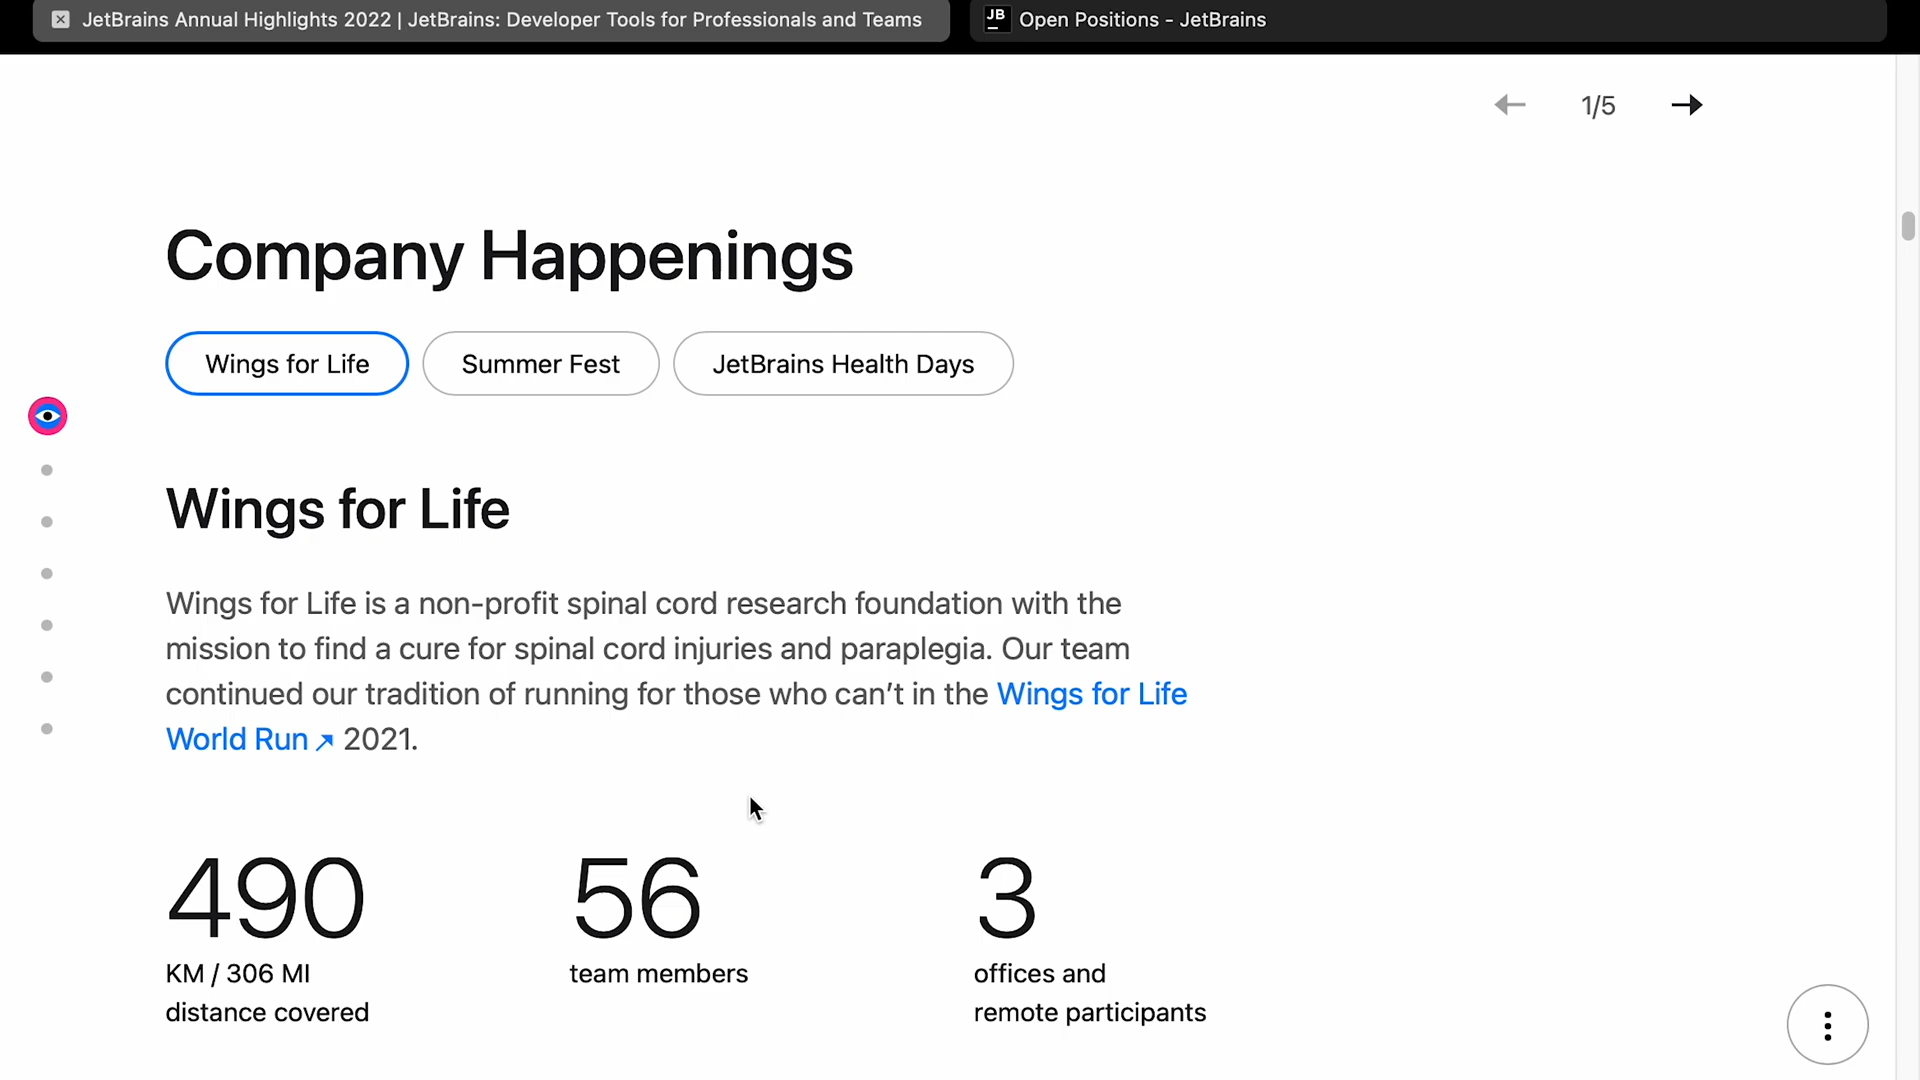 JetBrains Annual Highlights 2022 | JetBrains: Developer Tools for Professionals and Teams
JB
Open Positions - JetBrains
1/5
Company Happenings
Wings for Life
Summer Fest
JetBrains Health Days
Wings for Life
Wings for Life is a non-profit spinal cord research foundation with the
mission to find a cure for spinal cord injuries and paraplegia. Our team
continued our tradition of running for those who can’t in the Wings for Life
World Run ↗ 2021.
490
KM / 306 MI
distance covered
56
team members
3
offices and
remote participants